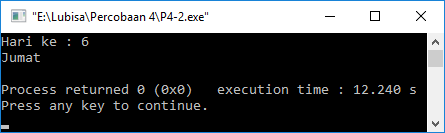 "E:\Lubisa\Percobaan 4\P4-2.exe"
Hari ke : 6
Jumat
Process returned 0 (0x0)   execution time : 12.240 s
Press any key to continue.